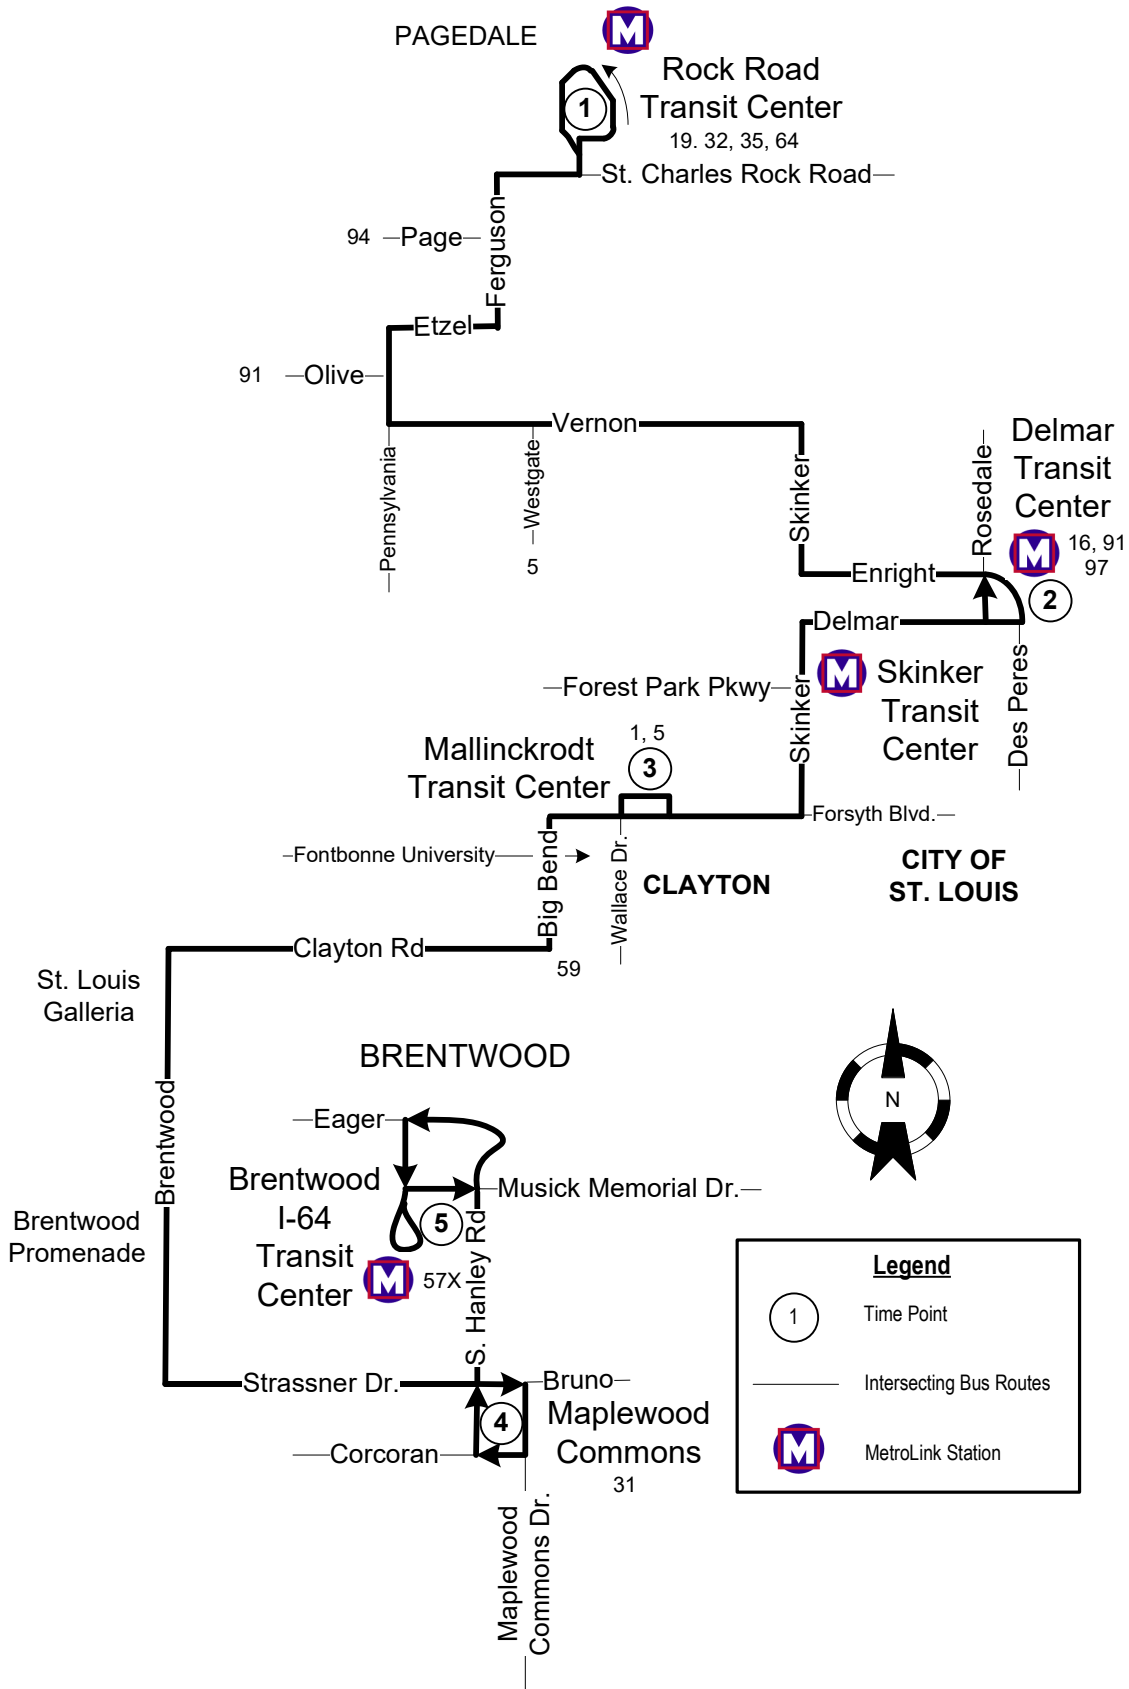 PAGEDALE
M
Rock Road
Transit Center
1
19. 32, 35, 64
St. Charles Rock Road
Ferguson
94
Page
Etzel
91
Olive
Vernon
Pennsylvania
Westgate
5
Skinker
Rosedale
Delmar
Transit
Center
M
16, 91
97
Enright
2
Delmar
Des Peres
Forest Park Pkwy
Skinker
M
Skinker
Transit
Center
Mallinckrodt
Transit Center
1, 5
3
Forsyth Blvd.
Fontbonne University
Big Bend
Wallace Dr.
CLAYTON
CITY OF
ST. LOUIS
Clayton Rd
59
St. Louis
Galleria
BRENTWOOD
N
Brentwood
Eager
Brentwood
I-64
Transit
Center
M
5
57X
Musick Memorial Dr.
S. Hanley Rd
Brentwood
Promenade
Strassner Dr.
Bruno
4
Maplewood
Commons
31
Corcoran
Maplewood
Commons Dr.
Legend
1
Time Point
Intersecting Bus Routes
M
MetroLink Station